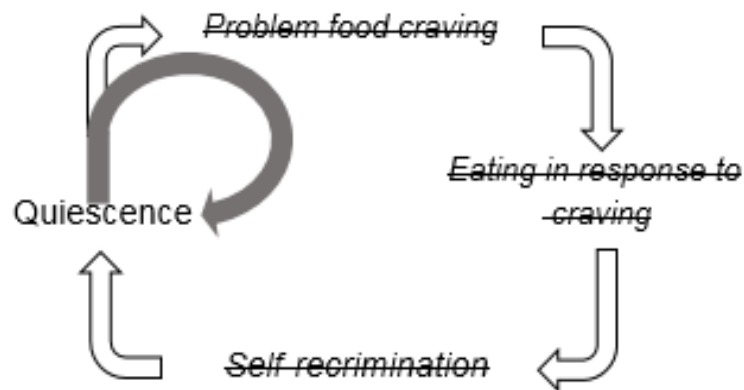 Problem food craving
Eating in response to
craving
Quiescence
Self recrimination